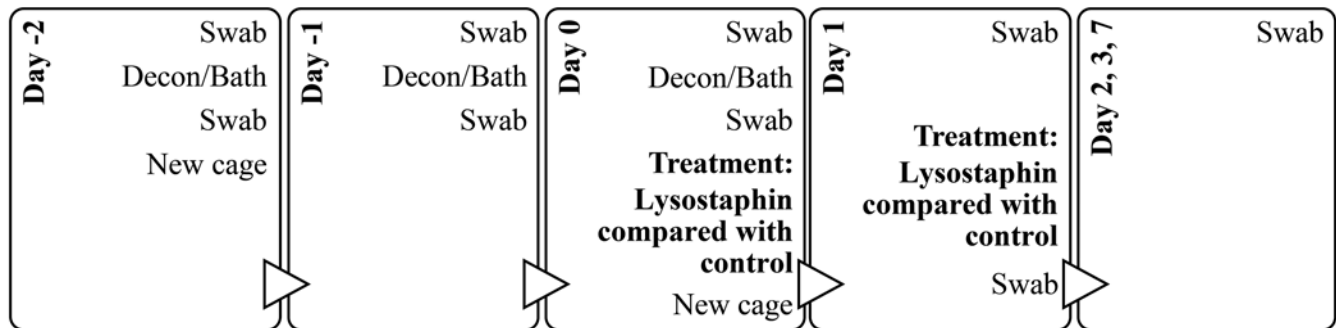 Day -2
Swab
Decon/Bath
Swab
New cage
Day -1
Swab
Decon/Bath
Swab
Day 0
Swab
Decon/Bath
Swab
Treatment:
Lysostaphin
compared with
control
New cage
Day 1
Swab
Treatment:
Lysostaphin
compared with
control
Swab
Day 2, 3, 7
Swab